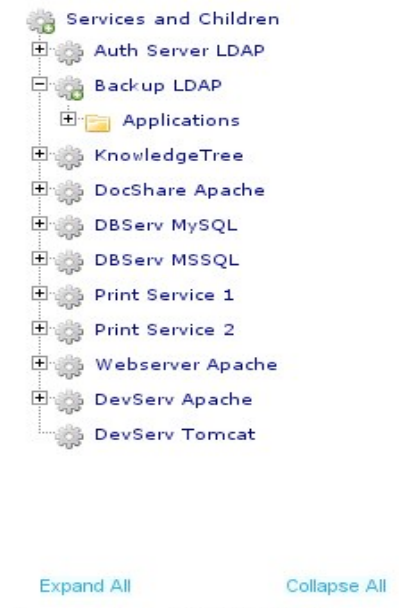 Services and Children
Auth Server LDAP
Backup LDAP
Applications
KnowledgeTree
DocShare Apache
DBServ MySQL
DBServ MSSQL
Print Service 1
Print Service 2
Webserver Apache
DevServ Apache
DevServ Tomcat
Expand All Collapse All